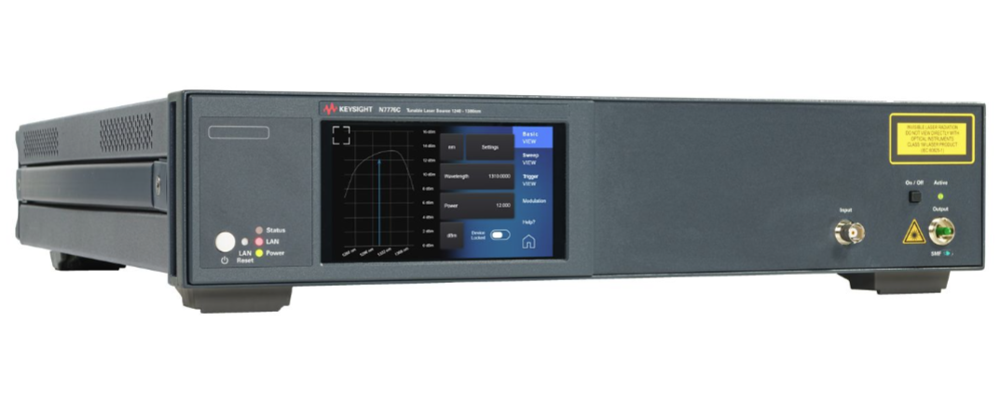 KEYSIGHT N7776C Tunable Laser Source 1240 - 1380nm
Status
LAN
Power
LAN
Reset
16 dBm
14 dBm
12 dBm
10 dBm
8 dBm
6 dBm
4 dBm
2 dBm
0 dBm
nm
Settings
Wavelength 1310.0000
Power 12.000
dBm
Device
Locked
Basic
VIEW
Sweep
VIEW
Trigger
VIEW
Modulation
Help?
INVISIBLE LASER RADIATION
DO NOT VIEW DIRECTLY WITH
OPTICAL INSTRUMENTS
CLASS 1M LASER PRODUCT
(IEC 60825-1)
On / Off
Active
Input
Output
SMF